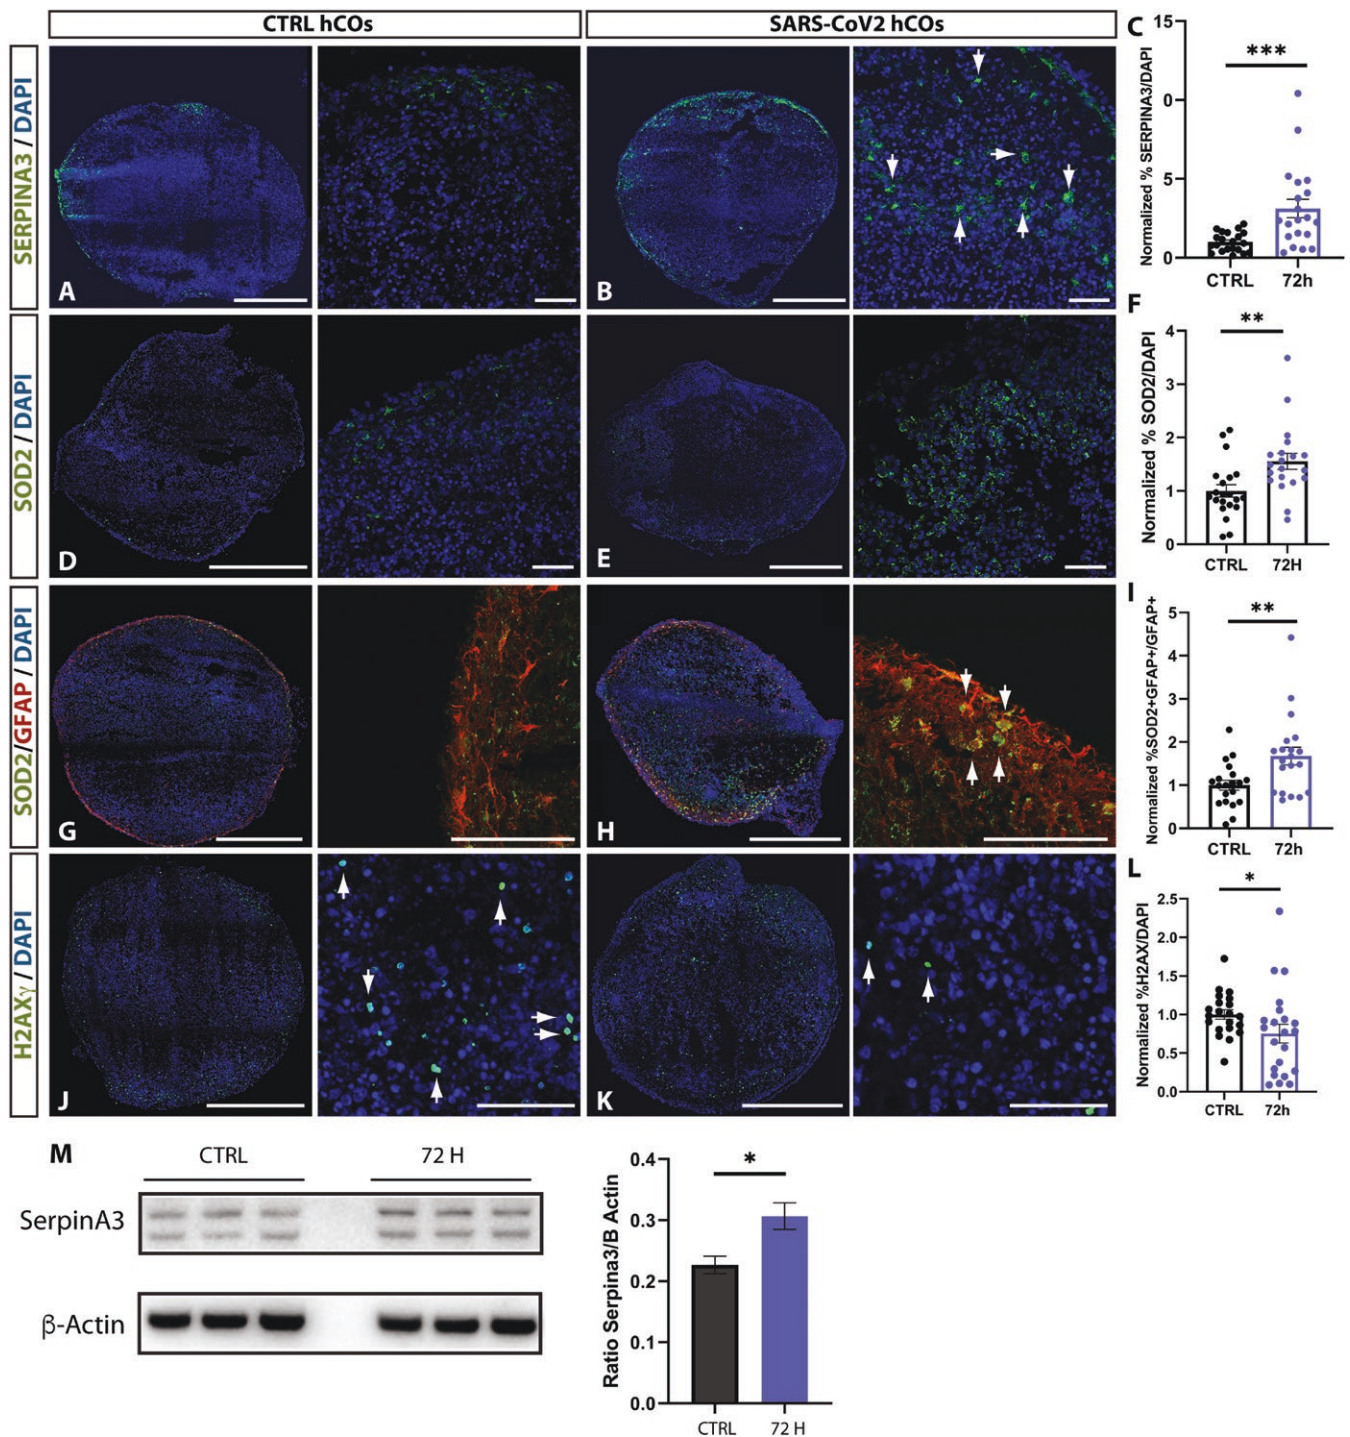 CTRL hCOs
SARS-CoV2 hCOs
SERPINA3 / DAPI
A
B
C
Normalized % SERPINA3/DAPI
15
0
5
0
***
CTRL
72h
SOD2 / DAPI
D
E
F
Normalized % SOD2/DAPI
4
3
2
1
0
**
CTRL
72H
SOD2/GFAP / DAPI
G
H
I
Normalized %SOD2+GFAP+/GFAP+
5
4
3
2
1
0
**
CTRL
72h
H2AXγ / DAPI
J
K
L
Normalized %H2AX/DAPI
2.5
2.0
1.5
1.0
0.5
0.0
*
CTRL
72h
M
CTRL
72 H
SerpinA3
β-Actin
Ratio Serpina3/B Actin
0.4
0.3
0.2
0.1
0.0
*
CTRL
72 H